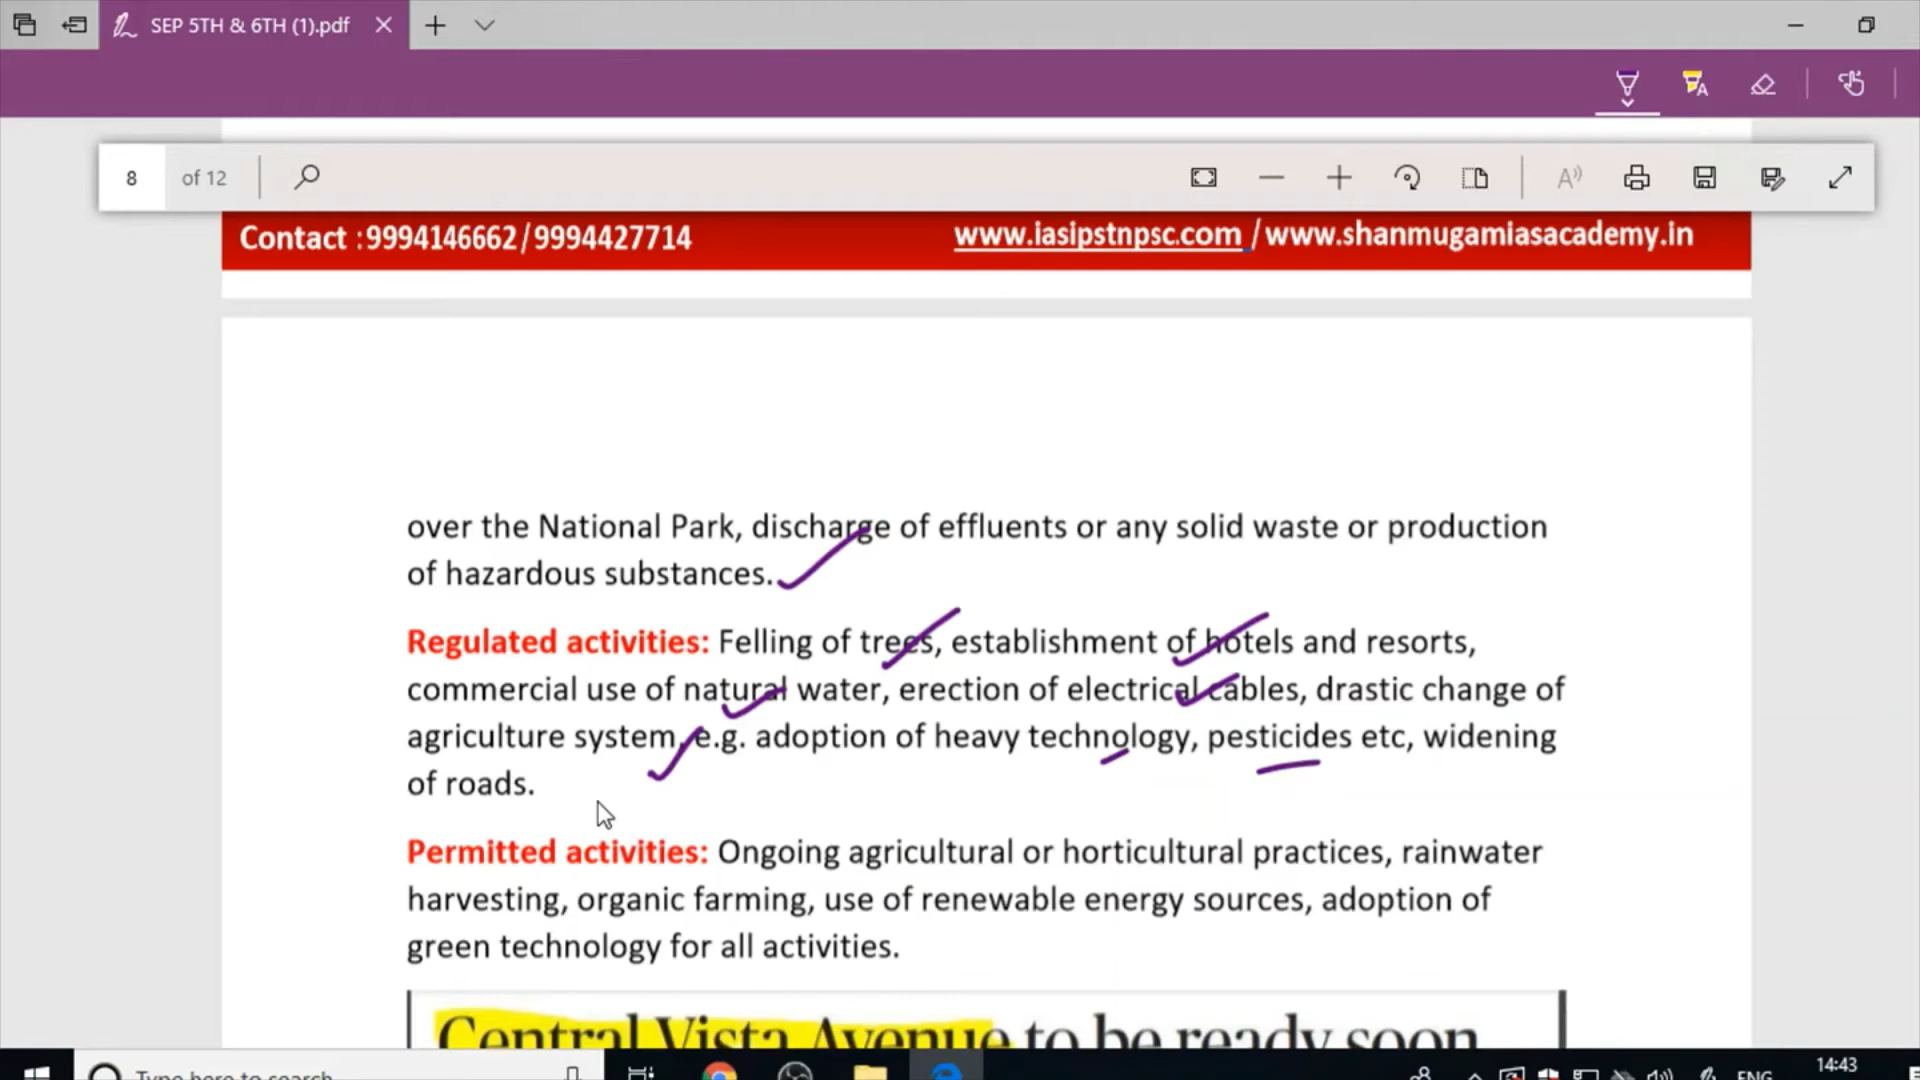 SEP 5TH & 6TH (1).pdf
8 of 12
Contact :9994146662/9994427714 www.iasipstnpsc.com /www.shanmugamiasacademy.in
over the National Park, discharge of effluents or any solid waste or production
of hazardous substances.
Regulated activities: Felling of trees, establishment of hotels and resorts,
commercial use of natural water, erection of electrical cables, drastic change of
agriculture system, e.g. adoption of heavy technology, pesticides etc, widening
of roads.
Permitted activities: Ongoing agricultural or horticultural practices, rainwater
harvesting, organic farming, use of renewable energy sources, adoption of
green technology for all activities.
Central Vista Avenue to be ready soon
Type here to search
ENG
14:43